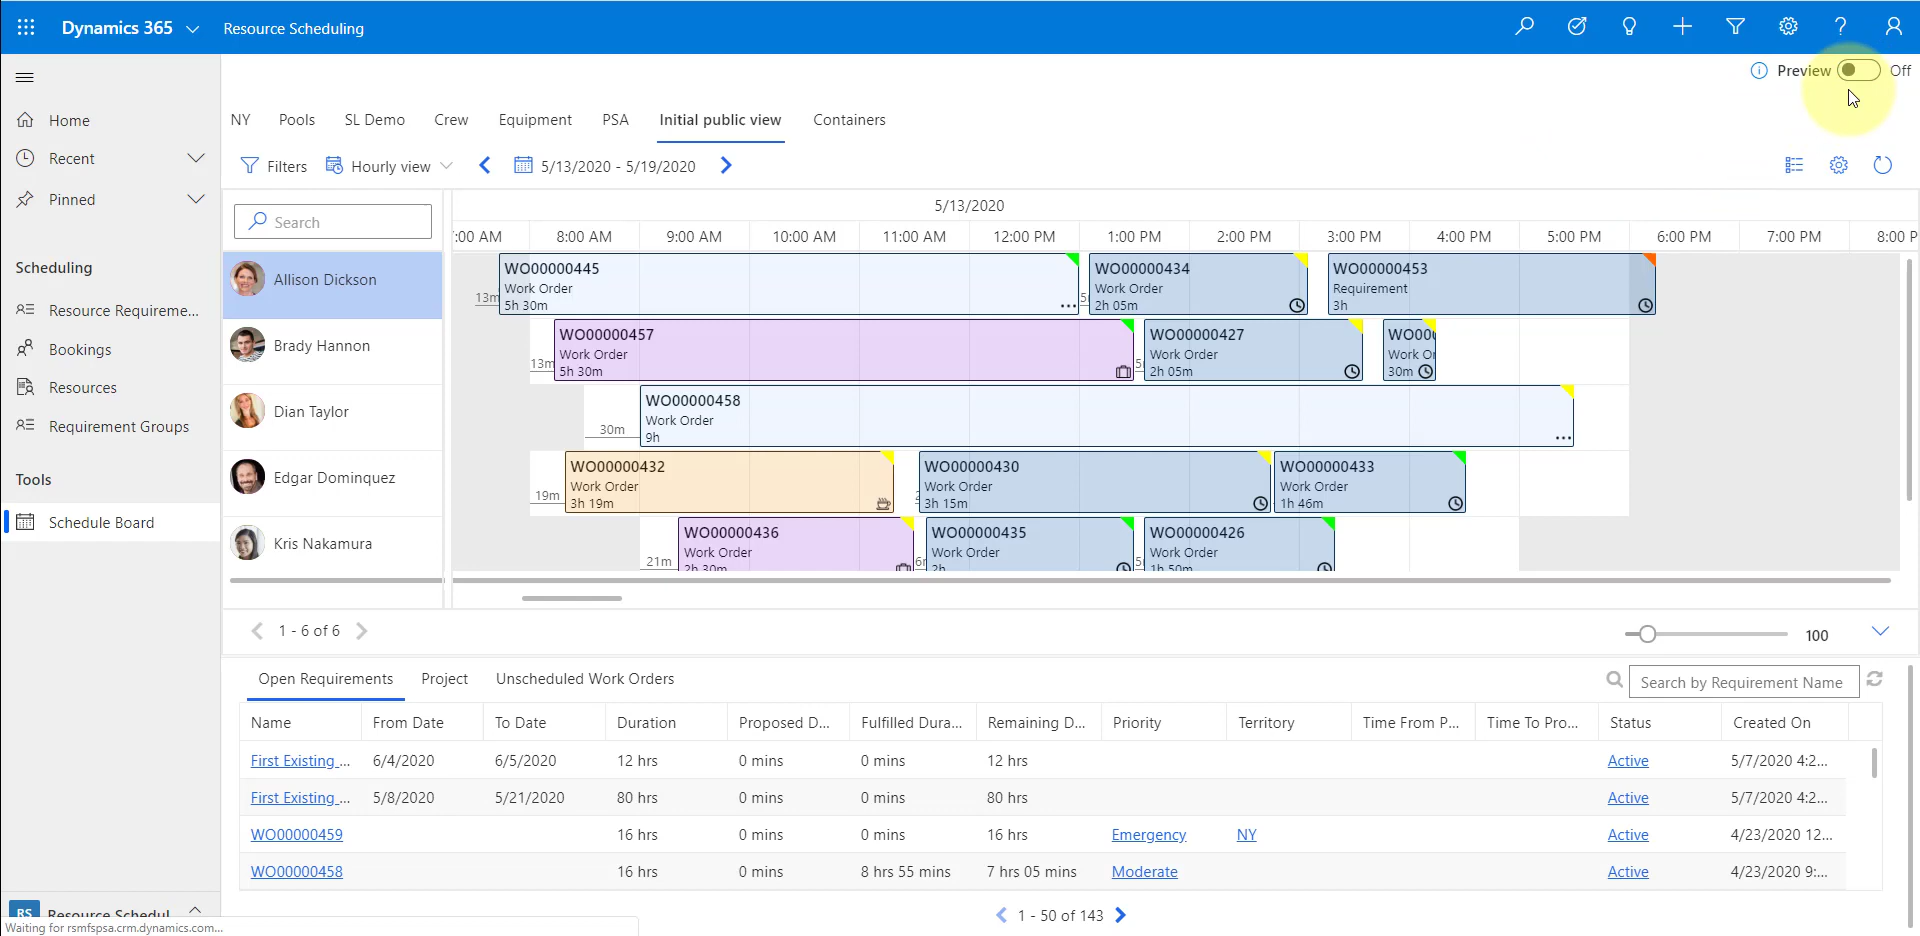 Dynamics 365
Resource Scheduling
Preview
Off
Home
Recent
Pinned
Scheduling
Resource Requireme...
Bookings
Resources
Requirement Groups
Tools
Schedule Board
RS
Resource Schedul
NY Pools SL Demo Crew Equipment PSA Initial public view Containers
Filters Hourly view 5/13/2020 - 5/19/2020
Search
5/13/2020
:00 AM 8:00 AM 9:00 AM 10:00 AM 11:00 AM 12:00 PM 1:00 PM 2:00 PM 3:00 PM 4:00 PM 5:00 PM 6:00 PM 7:00 PM 8:00 P
Allison Dickson
13m
WO00000445
Work Order
5h 30m
...
WO00000434
Work Order
2h 05m
WO00000453
Requirement
3h
Brady Hannon
13m
WO00000457
Work Order
5h 30m
WO00000427
Work Order
2h 05m
WO00
Work Or
30m
Dian Taylor
30m
WO00000458
Work Order
9h
...
Edgar Dominquez
19m
WO00000432
Work Order
3h 19m
WO00000430
Work Order
3h 15m
WO00000433
Work Order
1h 46m
Kris Nakamura
21m
WO00000436
Work Order
2h 30m
WO00000435
Work Order
2h
WO00000426
Work Order
1h 50m
1 - 6 of 6
100
Open Requirements Project Unscheduled Work Orders
Search by Requirement Name
Name From Date To Date Duration Proposed D... Fulfilled Dura... Remaining D... Priority Territory Time From P... Time To Pro... Status Created On
First Existing ... 6/4/2020 6/5/2020 12 hrs 0 mins 0 mins 12 hrs Active 5/7/2020 4:2...
First Existing ... 5/8/2020 5/21/2020 80 hrs 0 mins 0 mins 80 hrs Active 5/7/2020 4:2...
WO00000459 16 hrs 0 mins 0 mins 16 hrs Emergency NY Active 4/23/2020 12...
WO00000458 16 hrs 0 mins 8 hrs 55 mins 7 hrs 05 mins Moderate Active 4/23/2020 9:...
1 - 50 of 143
Waiting for rsmfspsa.crm.dynamics.com...